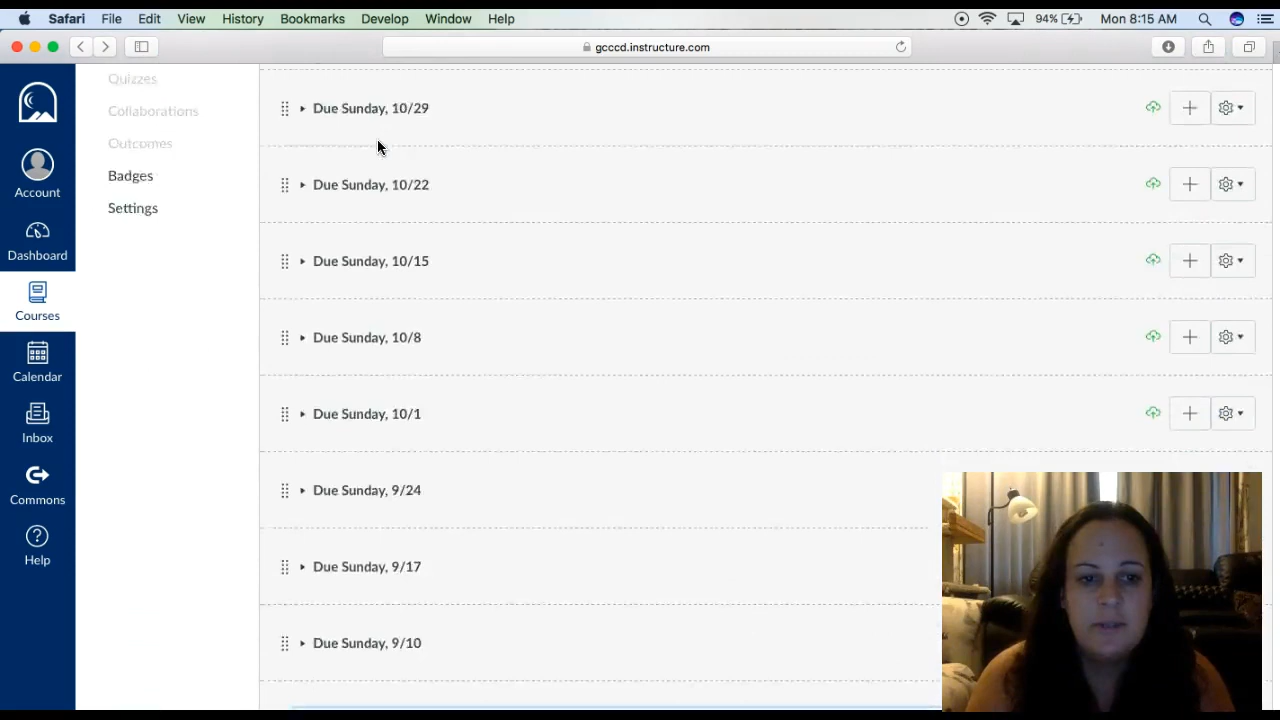 Safari File Edit View History Bookmarks Develop Window Help 94% Mon 8:15 AM
gcccd.instructure.com
Account
Dashboard
Courses
Calendar
Inbox
Commons
Help
Quizzes
Collaborations
Outcomes
Badges
Settings
Due Sunday, 10/29
Due Sunday, 10/22
Due Sunday, 10/15
Due Sunday, 10/8
Due Sunday, 10/1
Due Sunday, 9/24
Due Sunday, 9/17
Due Sunday, 9/10